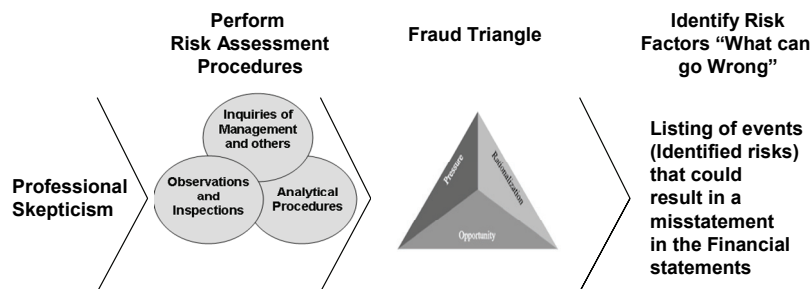 Perform
Risk Assessment
Procedures
Fraud Triangle
Identify Risk
Factors “What can
go Wrong”
Professional
Skepticism
Inquiries of
Management
and others
Observations
and
Inspections
Analytical
Procedures
Pressure
Rationalization
Opportunity
Listing of events
(Identified risks)
that could
result in a
misstatement
in the Financial
statements